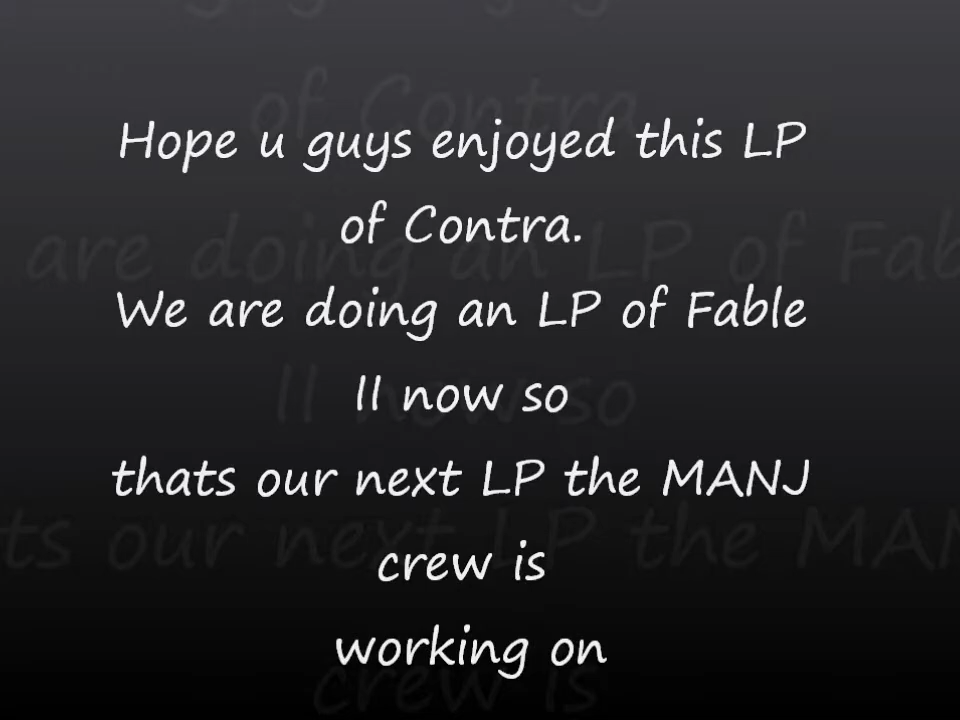 Hope u guys enjoyed this LP
of Contra.
We are doing an LP of Fable
ll now so
thats our next LP the MANJ
crew is
working on